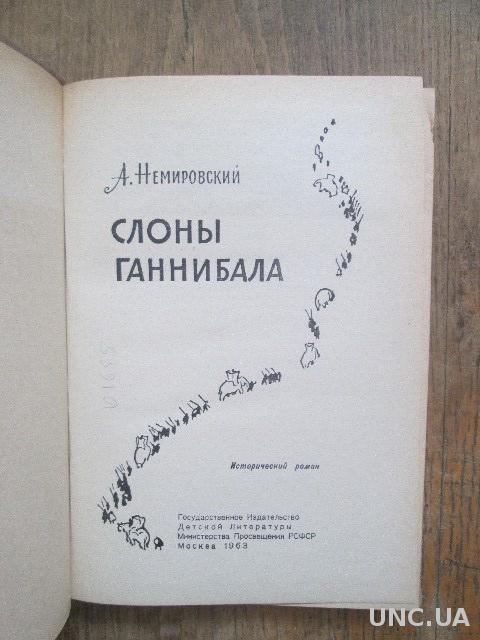 А. Немировский
СЛОНЫ
ГАННИБАЛА
Исторический роман
Государственное Издательство
Детской Литературы
Министерства Просвещения РСФСР
Москва 1963
UNC.UA